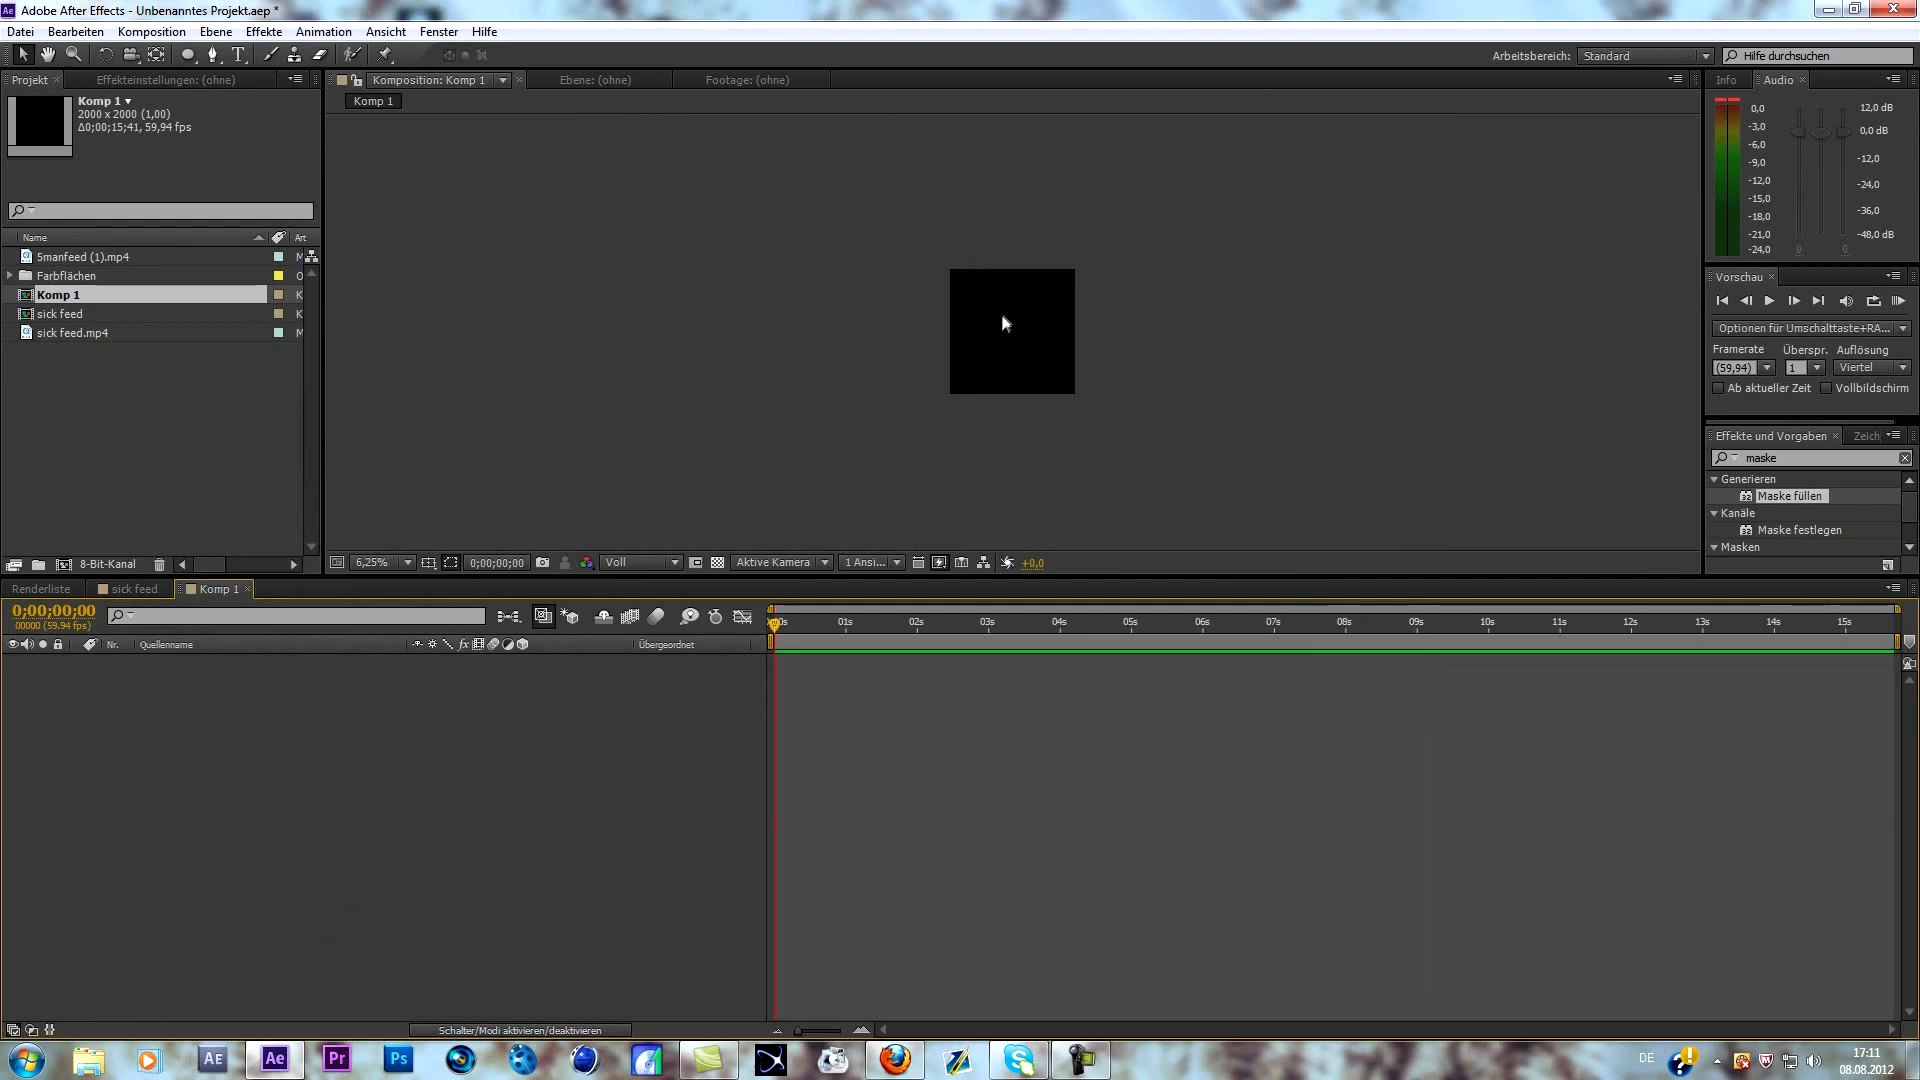 Adobe After Effects - Unbenanntes Projekt.aep *
Datei Bearbeiten Komposition Ebene Effekte Animation Ansicht Fenster Hilfe
Arbeitsbereich: Standard Hilfe durchsuchen
Projekt Effekteinstellungen: (ohne)
Komposition: Komp 1 Ebene: (ohne) Footage: (ohne)
Info Audio
Komp 1
2000 x 2000 (1,00)
Δ0;00;15;41, 59,94 fps
Komp 1
0,0
-3,0
-6,0
-9,0
-12,0
-15,0
-18,0
-21,0
-24,0
12,0 dB
0,0 dB
-12,0
-24,0
-36,0
-48,0 dB
0 0
Name Art
5manfeed (1).mp4 M
Farbflächen O
Komp 1 K
sick feed K
sick feed.mp4 M
8-Bit-Kanal
Vorschau
Optionen für Umschalttaste+RA...
Framerate Überspr. Auflösung
(59,94) 1 Viertel
Ab aktueller Zeit Vollbildschirm
Effekte und Vorgaben Zeich
maske
Generieren
Maske füllen
Kanäle
Maske festlegen
Masken
6,25% 0;00;00;00 Voll Aktive Kamera 1 Ansi... +0,0
Renderliste sick feed Komp 1
0;00;00;00
00000 (59.94 fps)
Nr. Quellenname fx Übergeordnet
00s 01s 02s 03s 04s 05s 06s 07s 08s 09s 10s 11s 12s 13s 14s 15s
Schalter/Modi aktivieren/deaktivieren
AE Ae Pr Ps
DE
17:11
08.08.2012